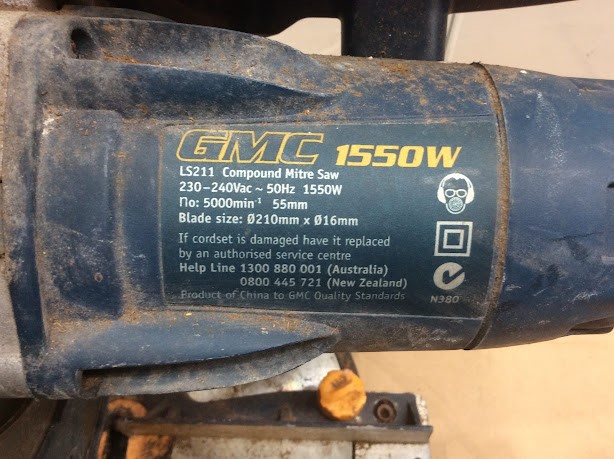 GMC 1550W
LS211 Compound Mitre Saw
230-240Vac ~ 50Hz 1550W
no: 5000min⁻¹ 55mm
Blade size: Ø210mm x Ø16mm
If cordset is damaged have it replaced
by an authorised service centre
Help Line 1300 880 001 (Australia)
0800 445 721 (New Zealand)
Product of China to GMC Quality Standards
N380